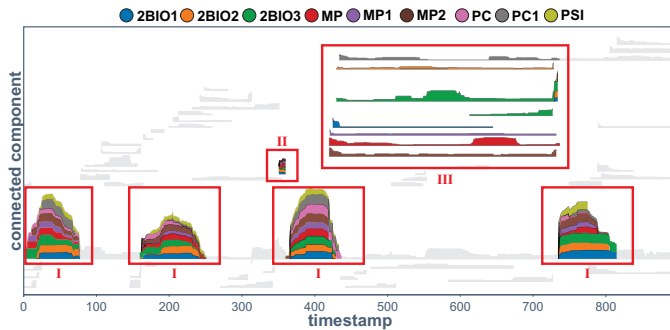 2BIO1 2BIO2 2BIO3 MP MP1 MP2 PC PC1 PSI
connected component
II
III
I I I I
0 100 200 300 400 500 600 700 800
timestamp